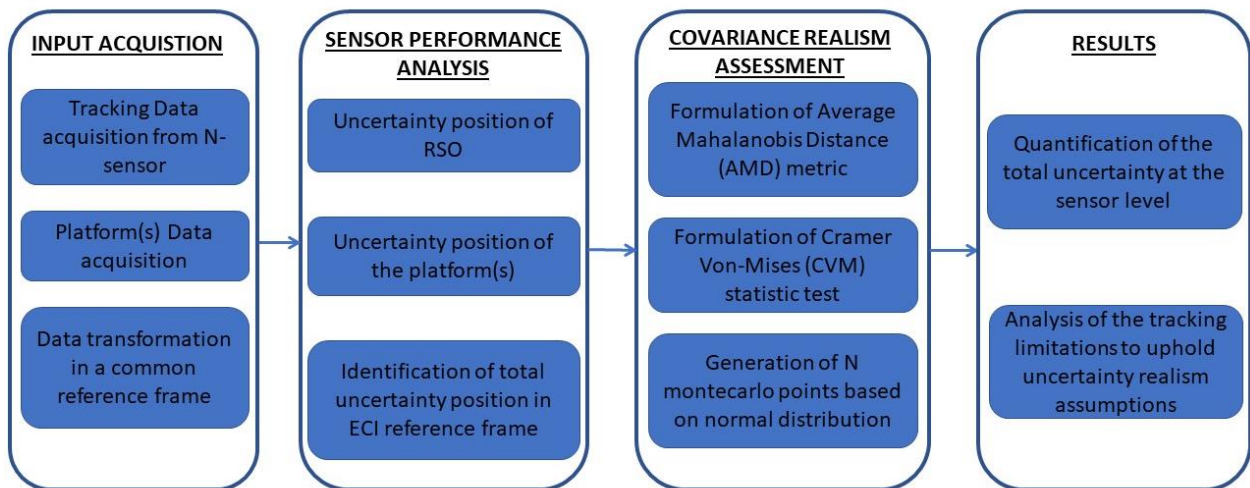 INPUT ACQUISTION
Tracking Data
acquisition from N-
sensor
Platform(s) Data
acquisition
Data transformation
in a common
reference frame
SENSOR PERFORMANCE
ANALYSIS
Uncertainty position of
RSO
Uncertainty position of
the platform(s)
Identification of total
uncertainty position in
ECI reference frame
COVARIANCE REALISM
ASSESSMENT
Formulation of Average
Mahalanobis Distance
(AMD) metric
Formulation of Cramer
Von-Mises (CVM)
statistic test
Generation of N
montecarlo points based
on normal distribution
RESULTS
Quantification of the
total uncertainty at the
sensor level
Analysis of the tracking
limitations to uphold
uncertainty realism
assumptions